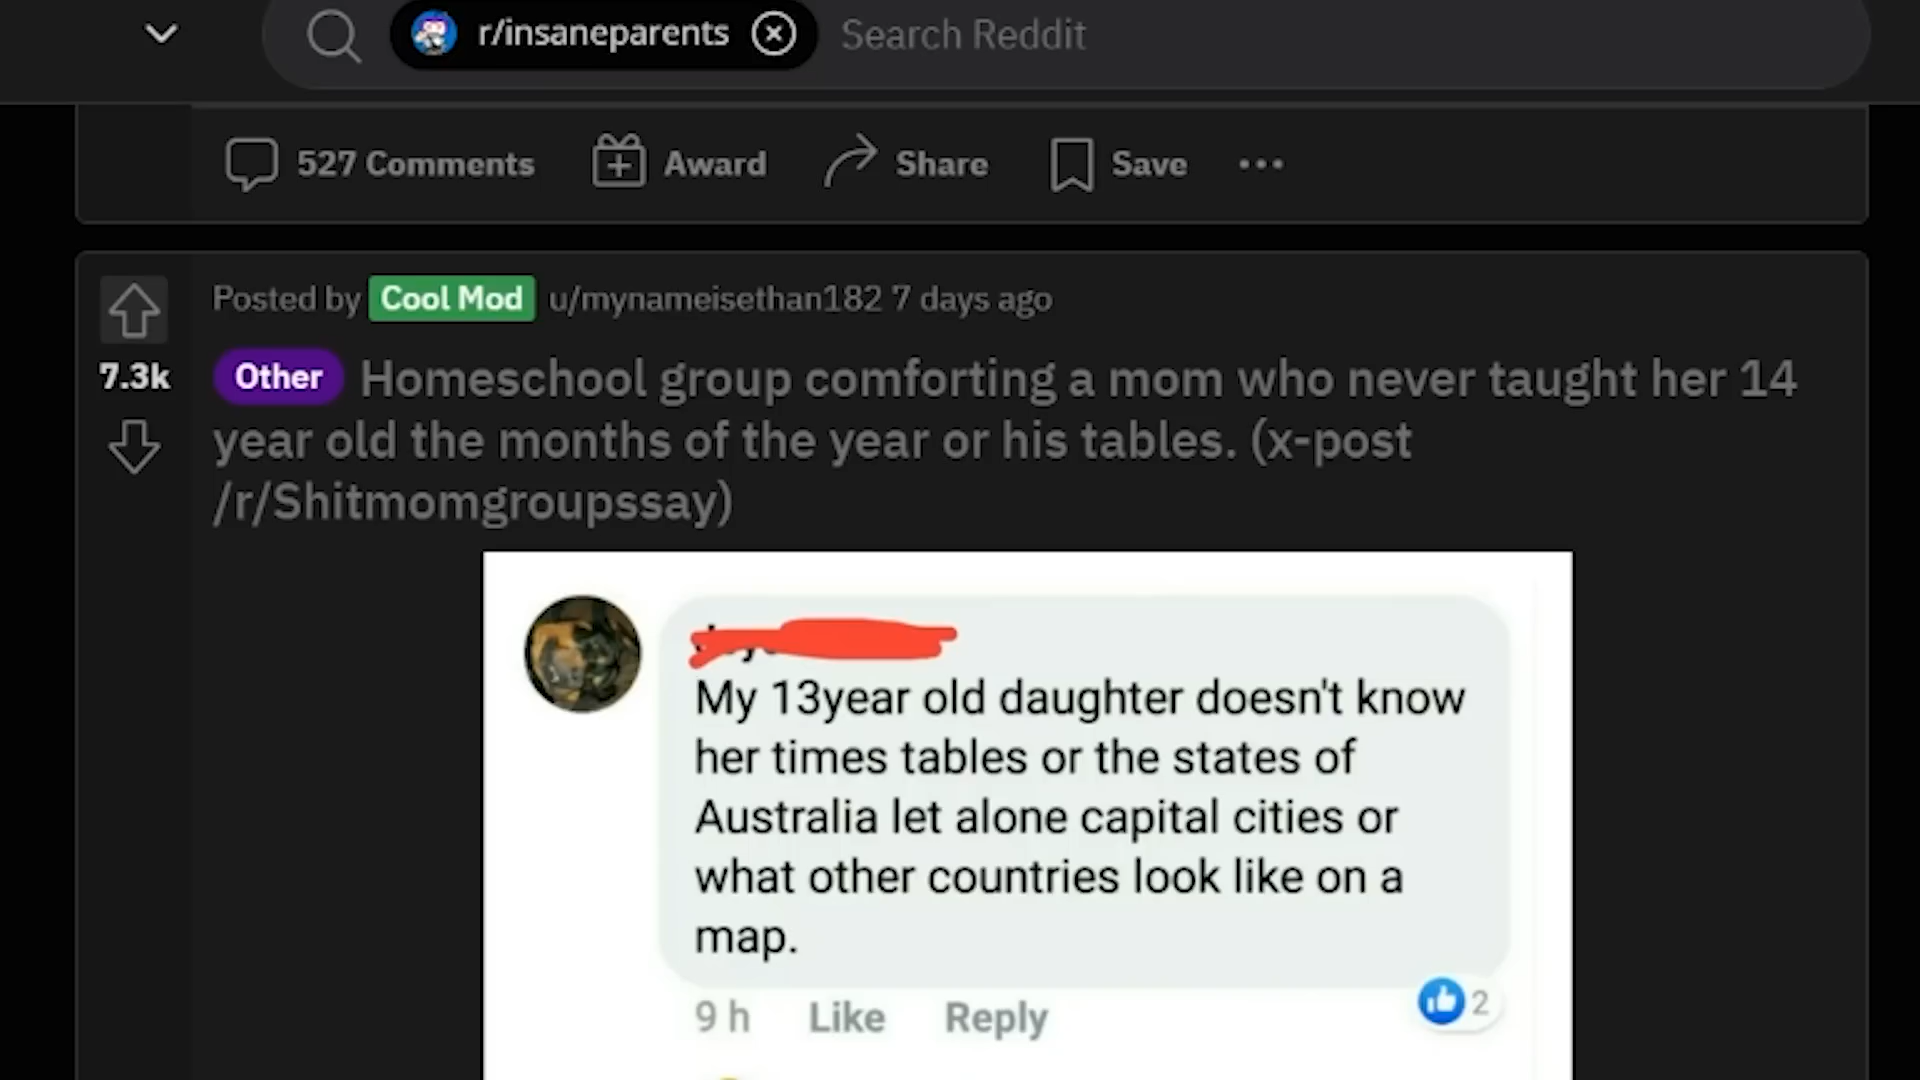 r/insaneparents Search Reddit
527 Comments Award Share Save
Posted by Cool Mod u/mynameisethan182 7 days ago
7.3k
Other Homeschool group comforting a mom who never taught her 14
year old the months of the year or his tables. (x-post
/r/Shitmomgroupssay)
My 13year old daughter doesn't know
her times tables or the states of
Australia let alone capital cities or
what other countries look like on a
map.
9 h Like Reply 2